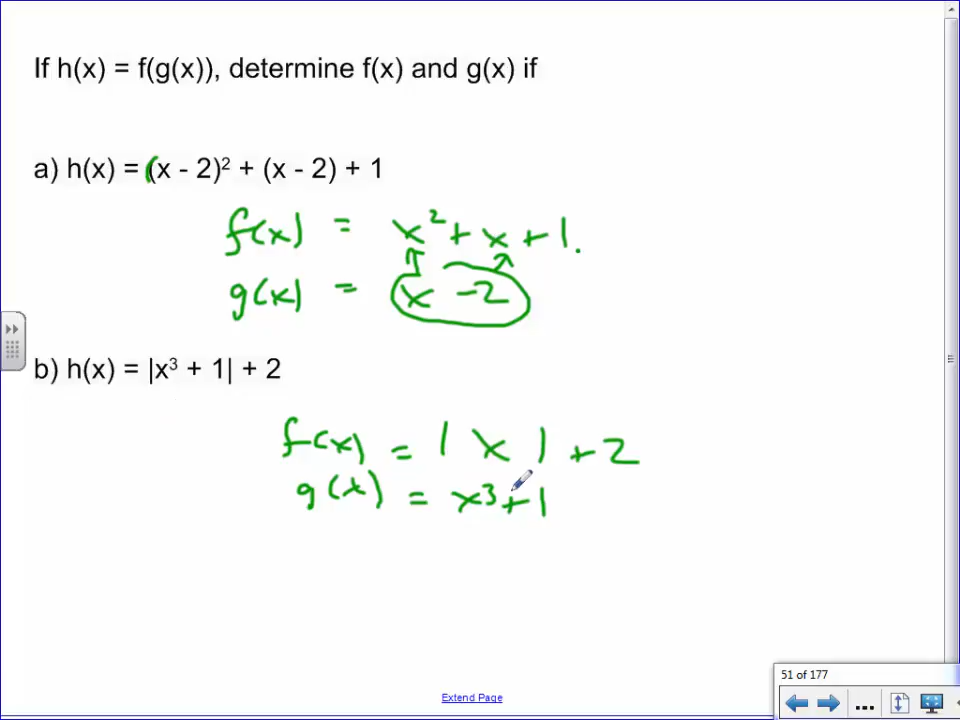 If h(x) = f(g(x)), determine f(x) and g(x) if
a) h(x) = (x - 2)² + (x - 2) + 1
f(x) = x² + x + 1.
g(x) = x - 2
b) h(x) = |x³ + 1| + 2
f(x) = | x | + 2
g(x) = x³ + 1
51 of 177
Extend Page